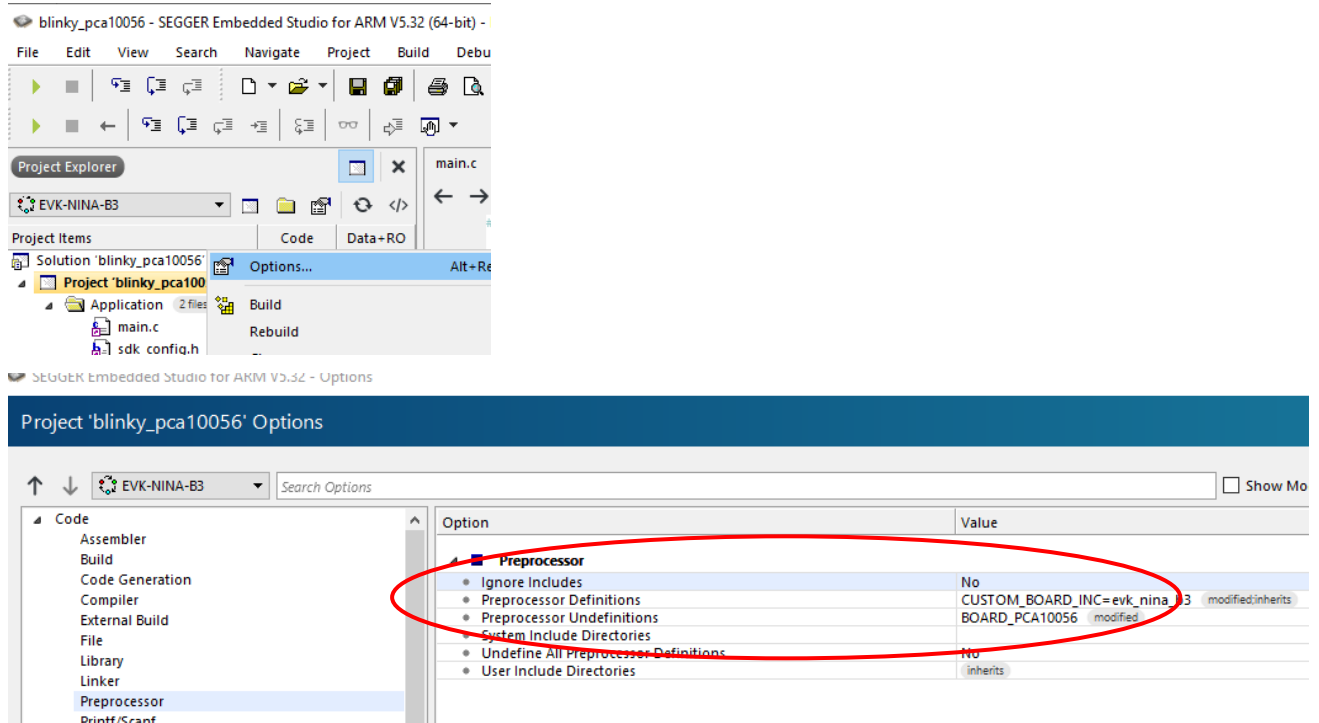 blinky_pca10056 - SEGGER Embedded Studio for ARM V5.32 (64-bit) -
File Edit View Search Navigate Project Build Debu
Project Explorer
main.c
EVK-NINA-B3
Project Items Code Data+RO
Solution 'blinky_pca10056'
Options... Alt+Re
Project 'blinky_pca100
Application 2 files
Build
main.c
Rebuild
sdk_config.h
SEGGER Embedded Studio for ARM V5.32 - Options
Project 'blinky_pca10056' Options
EVK-NINA-B3 Search Options Show Mo
Code
Option Value
Assembler
Build
Preprocessor
Code Generation
Ignore Includes No
Compiler
Preprocessor Definitions CUSTOM_BOARD_INC=evk_nina_b3 modified;inherits
External Build
Preprocessor Undefinitions BOARD_PCA10056 modified
File
System Include Directories
Library
Undefine All Preprocessor Definitions No
Linker
User Include Directories inherits
Preprocessor
Printf/Scanf